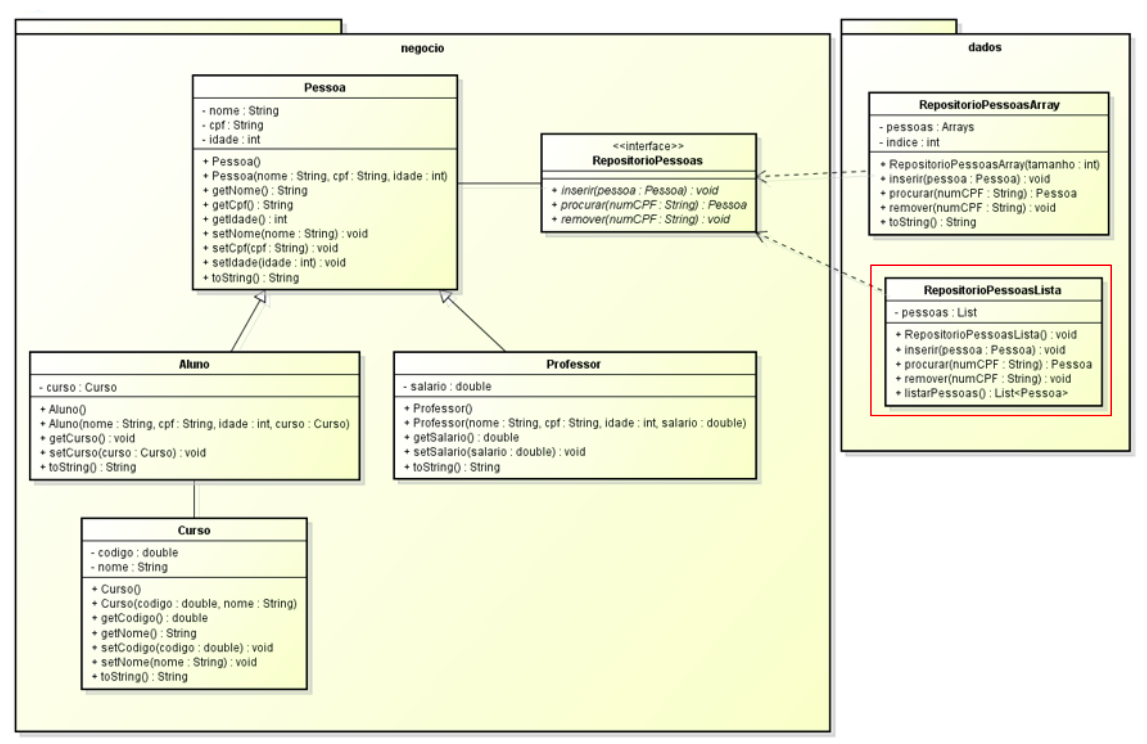 negocio
Pessoa
- nome : String
- cpf : String
- idade : int
+ Pessoa()
+ Pessoa(nome : String, cpf : String, idade : int)
+ getNome() : String
+ getCpf() : String
+ getIdade() : int
+ setNome(nome : String) : void
+ setCpf(cpf : String) : void
+ setIdade(idade : int) : void
+ toString() : String
<<interface>>
RepositorioPessoas
+ inserir(pessoa : Pessoa) : void
+ procurar(numCPF : String) : Pessoa
+ remover(numCPF : String) : void
Aluno
- curso : Curso
+ Aluno()
+ Aluno(nome : String, cpf : String, idade : int, curso : Curso)
+ getCurso() : void
+ setCurso(curso : Curso) : void
+ toString() : String
Professor
- salario : double
+ Professor()
+ Professor(nome : String, cpf : String, idade : int, salario : double)
+ getSalario() : double
+ setSalario(salario : double) : void
+ toString() : String
Curso
- codigo : double
- nome : String
+ Curso()
+ Curso(codigo : double, nome : String)
+ getCodigo() : double
+ getNome() : String
+ setCodigo(codigo : double) : void
+ setNome(nome : String) : void
+ toString() : String
dados
RepositorioPessoasArray
- pessoas : Arrays
- indice : int
+ RepositorioPessoasArray(tamanho : int)
+ inserir(pessoa : Pessoa) : void
+ procurar(numCPF : String) : Pessoa
+ remover(numCPF : String) : void
+ toString() : String
RepositorioPessoasLista
- pessoas : List
+ RepositorioPessoasLista() : void
+ inserir(pessoa : Pessoa) : void
+ procurar(numCPF : String) : Pessoa
+ remover(numCPF : String) : void
+ listarPessoas() : List<Pessoa>